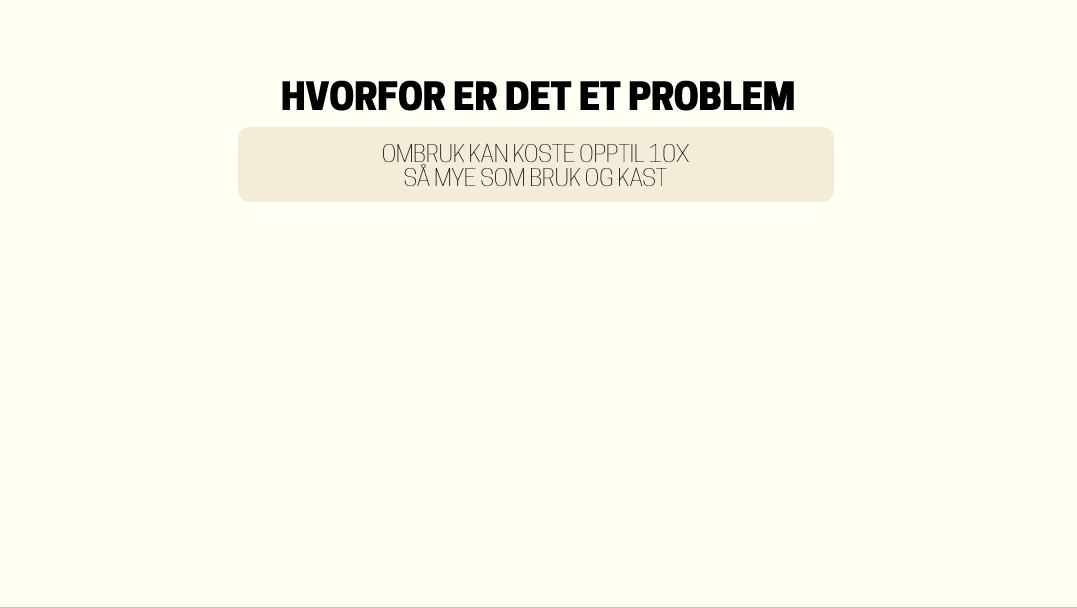 HVORFOR ER DET ET PROBLEM
OMBRUK KAN KOSTE OPPTIL 10X
SÅ MYE SOM BRUK OG KAST